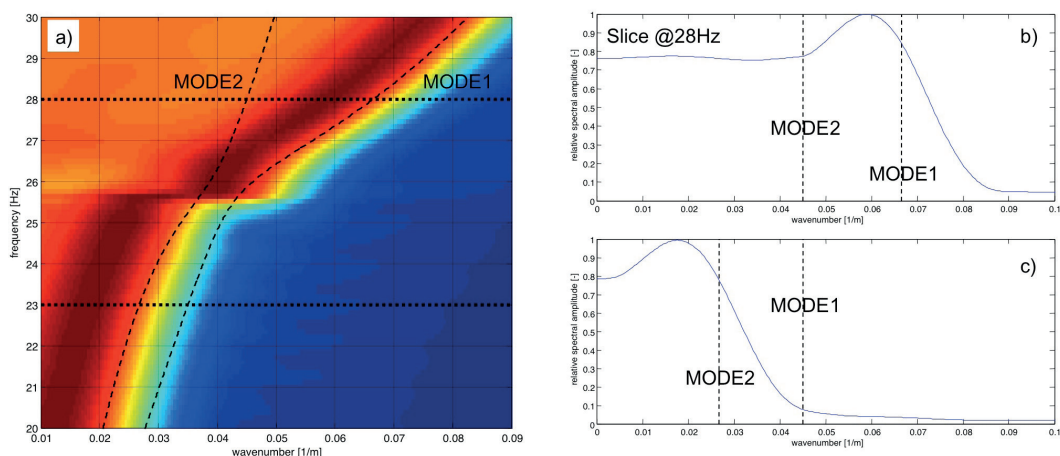 a)
MODE2
MODE1
30
29
28
27
26
25
24
23
22
21
20
frequency [Hz]
0.01 0.02 0.03 0.04 0.05 0.06 0.07 0.08 0.09
wavenumber [1/m]
Slice @28Hz
b)
MODE2
MODE1
1
0.9
0.8
0.7
0.6
0.5
0.4
0.3
0.2
0.1
0
relative spectral amplitude [-]
0 0.01 0.02 0.03 0.04 0.05 0.06 0.07 0.08 0.09 0.1
wavenumber [1/m]
c)
MODE1
MODE2
1
0.9
0.8
0.7
0.6
0.5
0.4
0.3
0.2
0.1
0
relative spectral amplitude [-]
0 0.01 0.02 0.03 0.04 0.05 0.06 0.07 0.08 0.09 0.1
wavenumber [1/m]